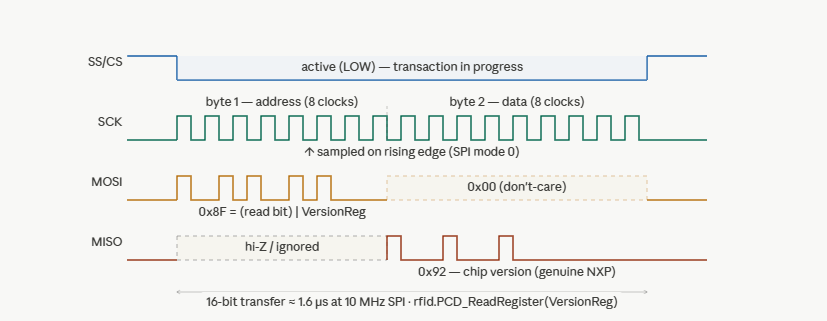 SS/CS
active (LOW) — transaction in progress
byte 1 — address (8 clocks)
byte 2 — data (8 clocks)
SCK
↑ sampled on rising edge (SPI mode 0)
MOSI
0x00 (don't-care)
0x8F = (read bit) | VersionReg
MISO
hi-Z / ignored
0x92 — chip version (genuine NXP)
16-bit transfer ≈ 1.6 µs at 10 MHz SPI · rfid.PCD_ReadRegister(VersionReg)